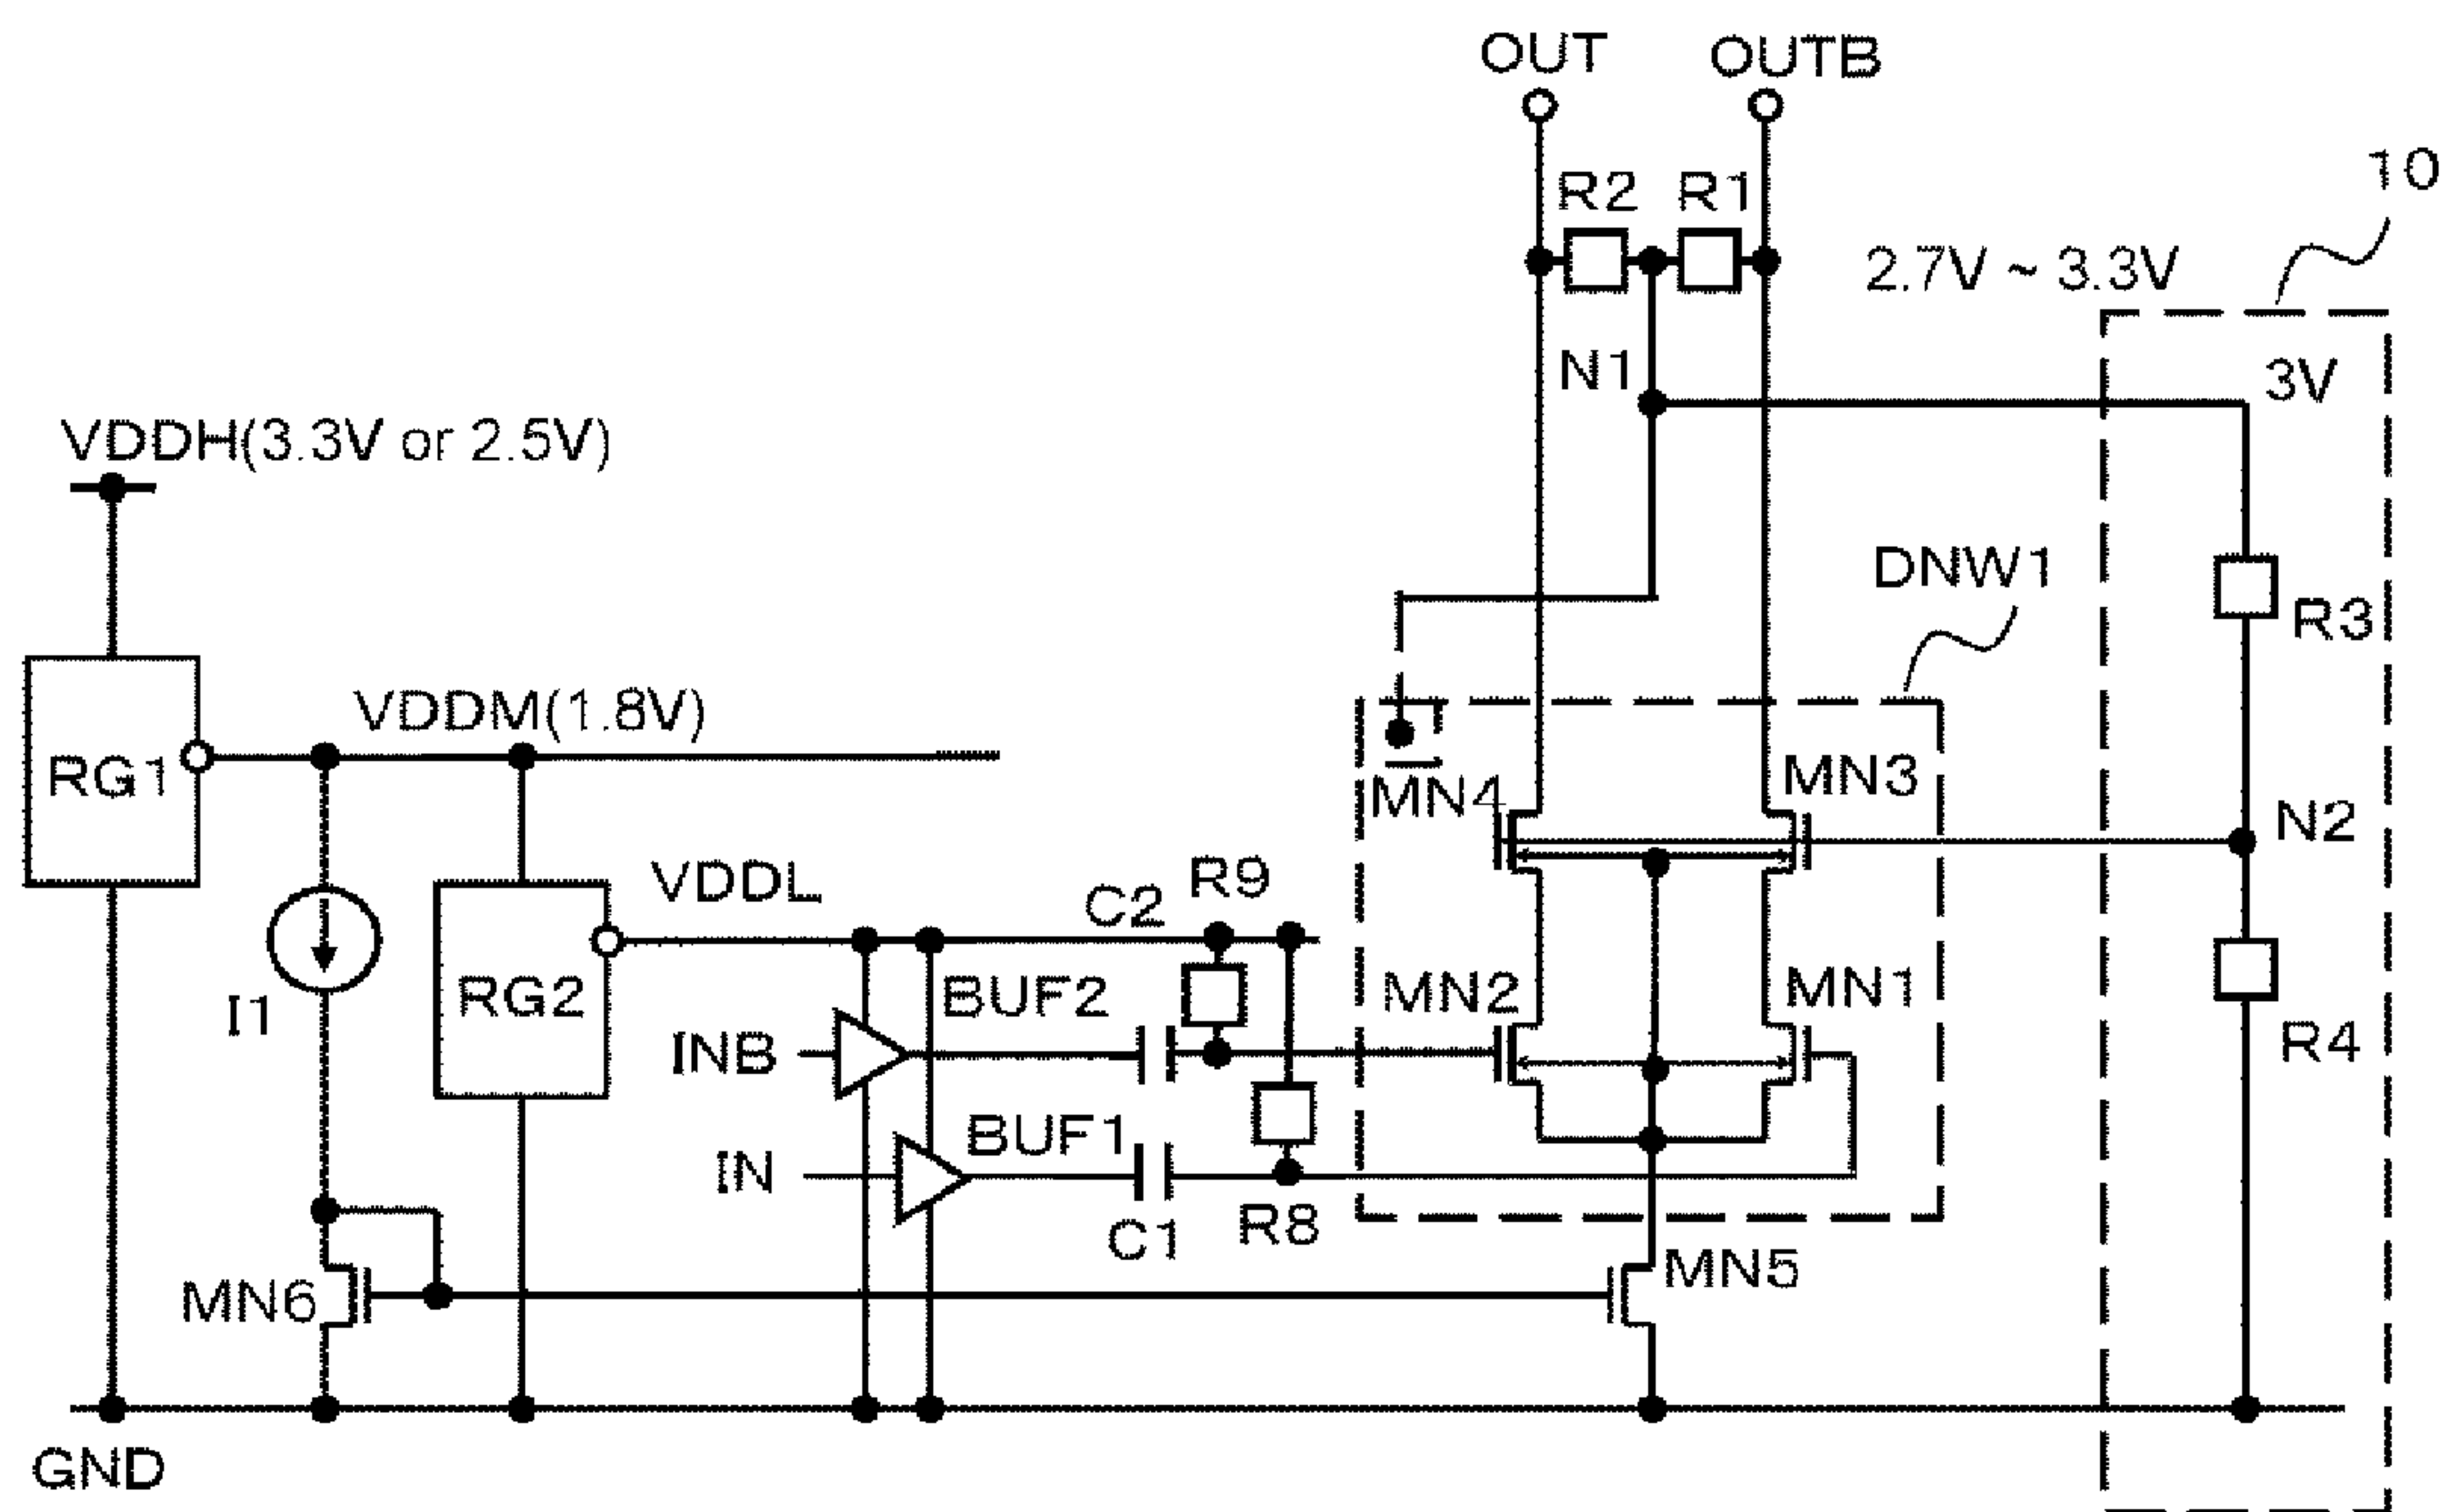 OUT OUTB
10
R2 R1
2.7V ~ 3.3V
N1
3V
VDDH(3.3V or 2.5V)
DNW1
R3
VDDM(1.8V)
RG1
MN4
MN3
N2
VDDL
C2
R9
I1
RG2
BUF2
MN2
MN1
INB
R4
BUF1
IN
C1
R8
MN6
MN5
GND